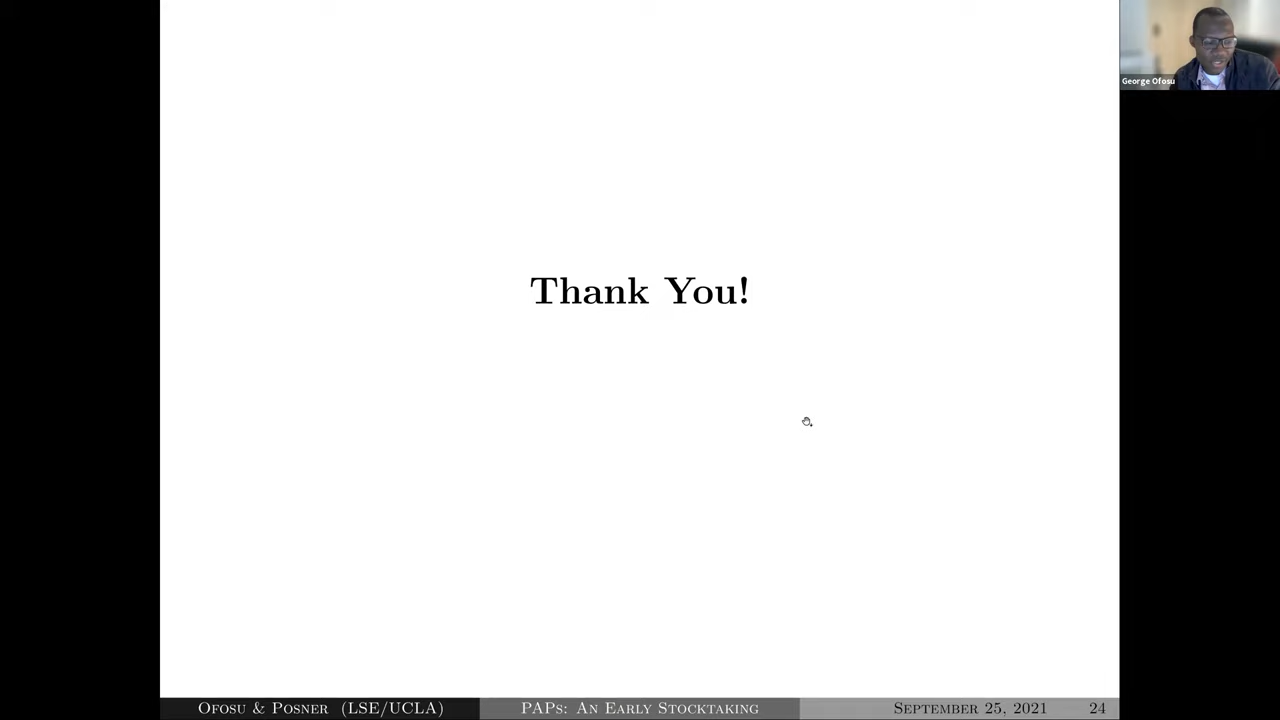 George Ofosu
Thank You!
Ofosu & Posner (LSE/UCLA) PAPs: An Early Stocktaking September 25, 2021 24